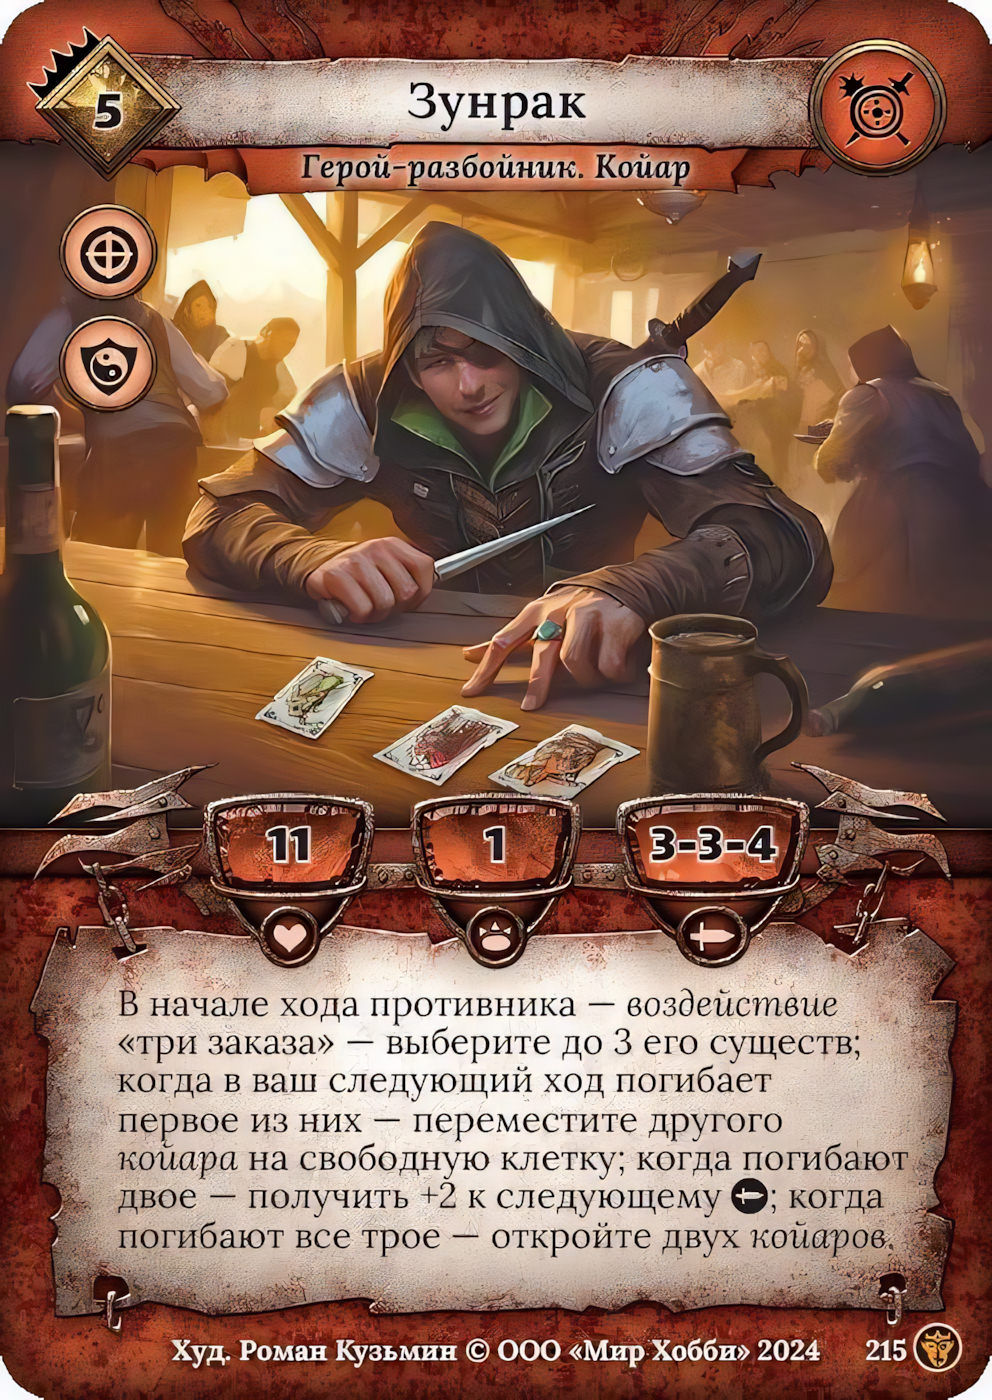 5
Зунрак
Герой-разбойник. Койар
11
1
3-3-4
В начале хода противника — воздействие
«три заказа» — выберите до 3 его существ;
когда в ваш следующий ход погибает
первое из них — переместите другого
койара на свободную клетку; когда погибают
двое — получить +2 к следующему ; когда
погибают все трое — откройте двух койаров.
Худ. Роман Кузьмин © ООО «Мир Хобби» 2024
215